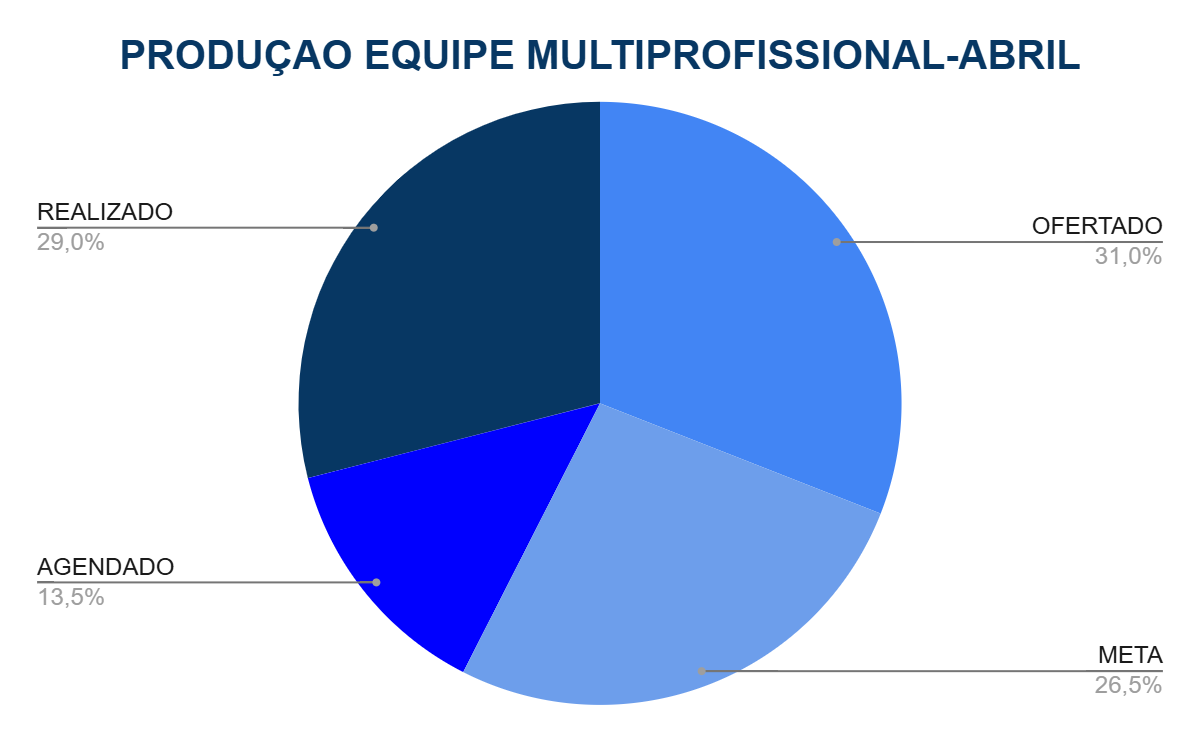 PRODUÇAO EQUIPE MULTIPROFISSIONAL-ABRIL
REALIZADO
29,0%
OFERTADO
31,0%
AGENDADO
13,5%
META
26,5%